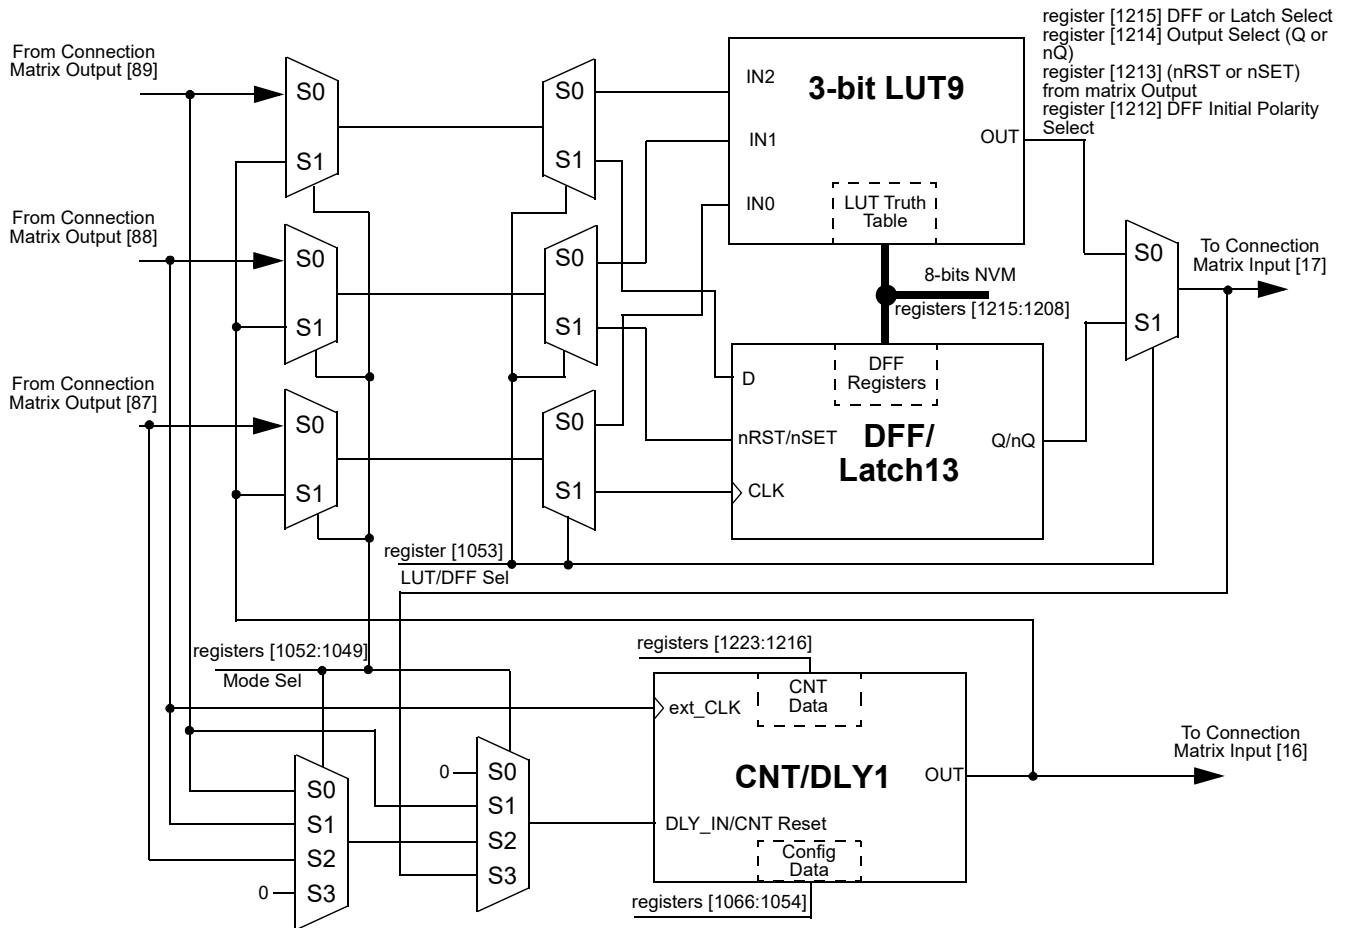 register [1215] DFF or Latch Select
register [1214] Output Select (Q or
nQ)
register [1213] (nRST or nSET)
from matrix Output
register [1212] DFF Initial Polarity
Select
From Connection
Matrix Output [89]
S0
S1
S0
S1
IN2
IN1
IN0
3-bit LUT9
OUT
LUT Truth
Table
From Connection
Matrix Output [88]
S0
S1
S0
S1
8-bits NVM
registers [1215:1208]
S0
S1
To Connection
Matrix Input [17]
From Connection
Matrix Output [87]
S0
S1
S0
S1
D
nRST/nSET
CLK
DFF
Registers
DFF/
Latch13
Q/nQ
register [1053]
LUT/DFF Sel
registers [1052:1049]
Mode Sel
registers [1223:1216]
CNT
Data
ext_CLK
CNT/DLY1
OUT
DLY_IN/CNT Reset
Config
Data
registers [1066:1054]
To Connection
Matrix Input [16]
S0
S1
S2
S3
0
0
S0
S1
S2
S3